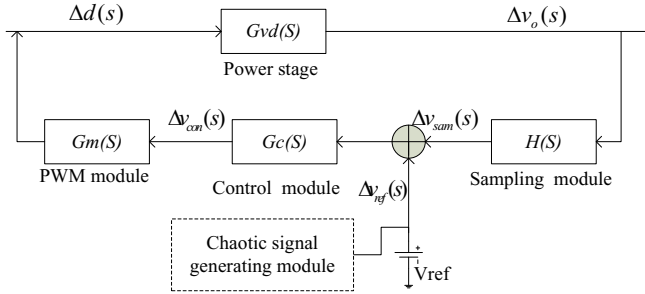 Δd(s)
Gvd(S)
Δv_o(s)
Power stage
Δv_con(s)
Δv_sam(s)
Gm(S)
Gc(S)
H(S)
PWM module
Control module
Δv_ref(s)
Sampling module
Chaotic signal
generating module
+
Vref